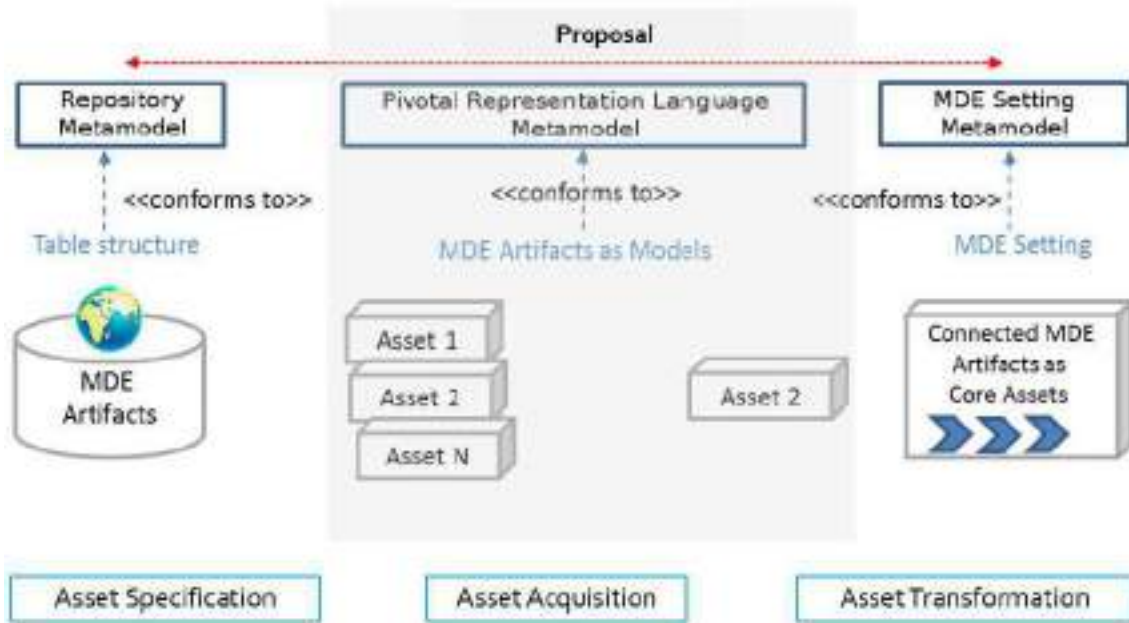 Proposal
Repository
Metamodel
Pivotal Representation Language
Metamodel
MDE Setting
Metamodel
<<conforms to>>
<<conforms to>>
<<conforms to>>
Table structure
MDE Artifacts as Models
MDE Setting
MDE
Artifacts
Asset 1
Asset 2
Asset N
Asset 2
Connected MDE
Artifacts as
Core Assets
Asset Specification
Asset Acquisition
Asset Transformation